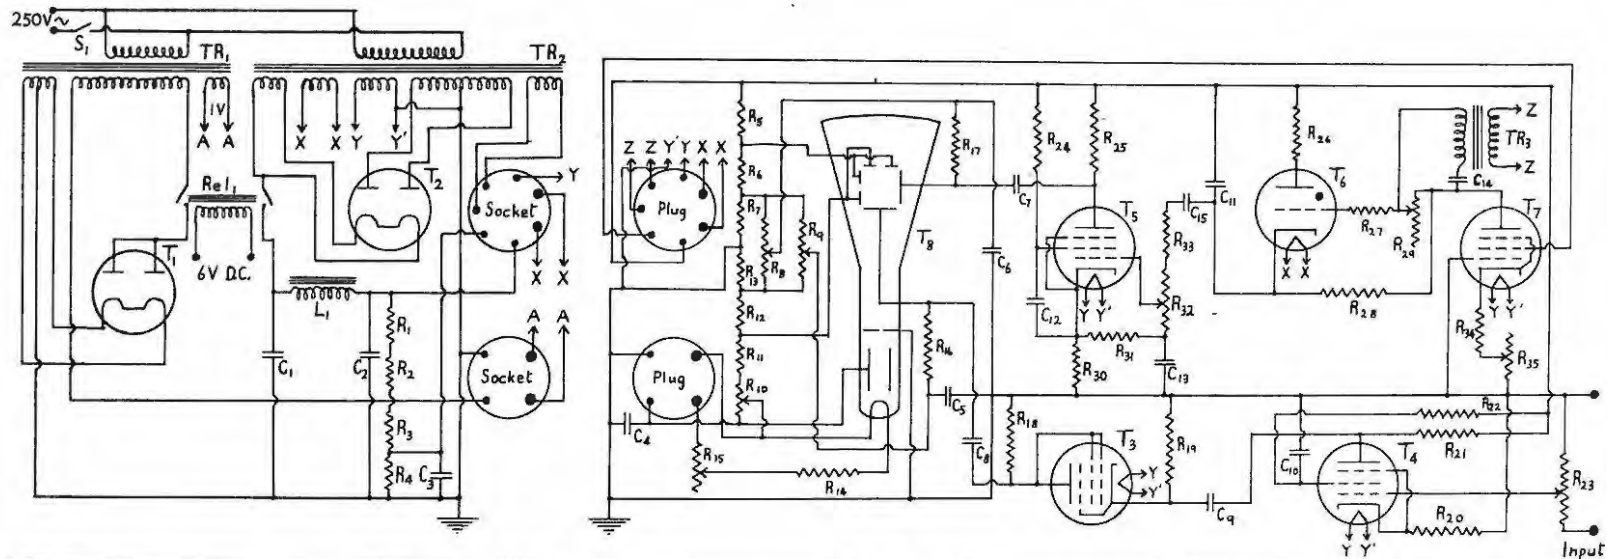 250V~
S₁
TR₁
TR₂
1V
A A
X X Y Y'
Rel₁
6V D.C.
T₁
T₂
L₁
C₁
C₂
C₃
R₁
R₂
R₃
R₄
Socket
Y
X X
A A
Socket
Z Z Y' Y X X
Plug
Plug
C₄
R₅
R₆
R₇
R₈
R₉
R₁₃
R₁₂
R₁₁
R₁₀
R₁₅
R₁₄
T₈
R₁₇
R₁₆
C₆
C₅
C₈
C₇
R₂₄
R₂₅
T₅
Y Y'
C₁₂
R₃₁
R₃₀
R₃₃
R₃₂
C₁₅
C₁₁
C₁₃
R₁₈
T₃
Y
Y'
R₁₉
C₉
R₂₆
T₆
X X
R₂₇
R₂₈
R₂₉
C₁₄
TR₃
Z
Z
T₇
Y Y'
R₃₄
R₃₅
R₂₂
R₂₁
C₁₀
T₄
Y Y'
R₂₀
R₂₃
Input